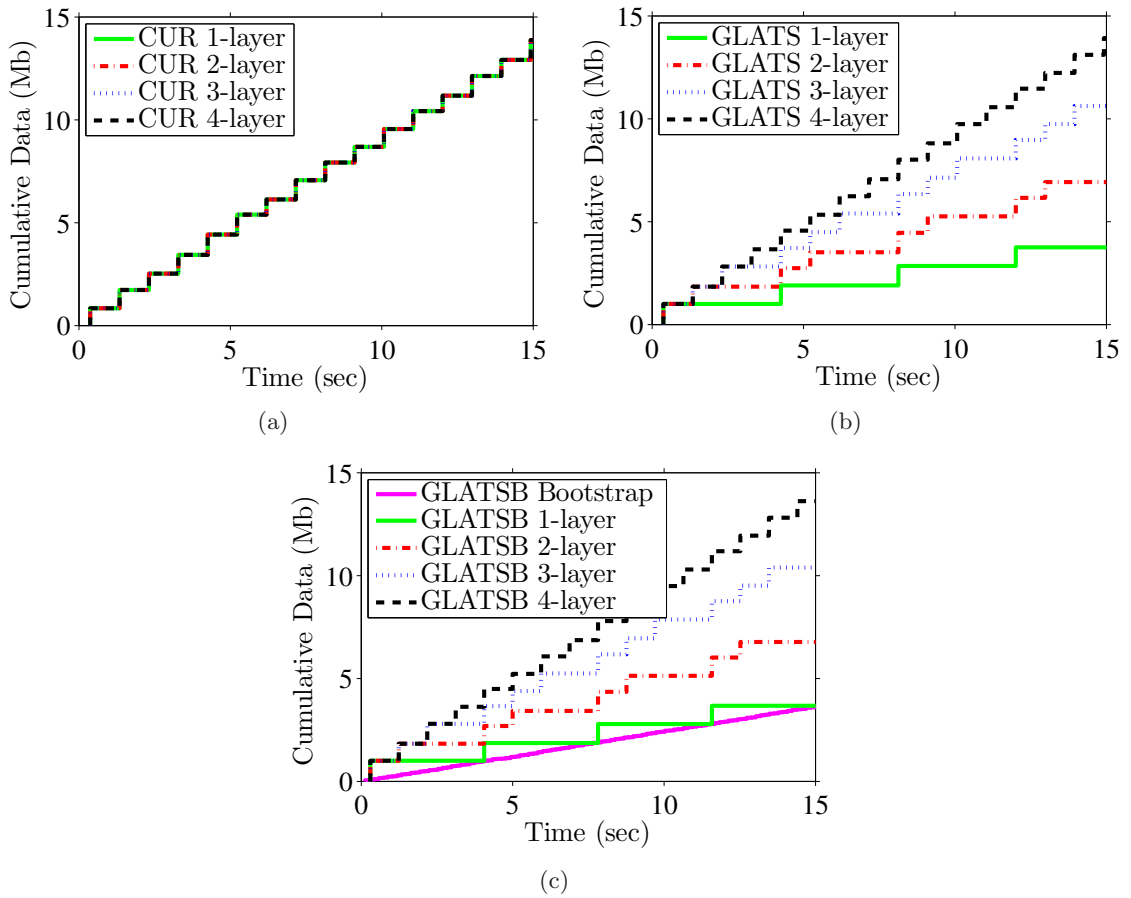 15
10
5
0
Cumulative Data (Mb)
CUR 1-layer
CUR 2-layer
CUR 3-layer
CUR 4-layer
0 5 10 15
Time (sec)
(a)
15
10
5
0
Cumulative Data (Mb)
GLATS 1-layer
GLATS 2-layer
GLATS 3-layer
GLATS 4-layer
0 5 10 15
Time (sec)
(b)
15
10
5
0
Cumulative Data (Mb)
GLATSB Bootstrap
GLATSB 1-layer
GLATSB 2-layer
GLATSB 3-layer
GLATSB 4-layer
0 5 10 15
Time (sec)
(c)